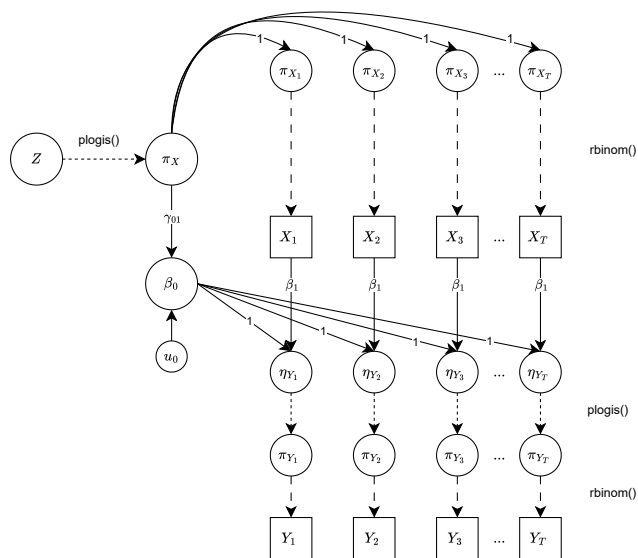 1 1 1 1
π_{X_1} π_{X_2} π_{X_3} ... π_{X_T}
plogis()
rbinom()
Z π_X
γ_{01}
X_1 X_2 X_3 ... X_T
β_0 β_1 β_1 β_1 β_1
1 1 1 1
u_0
η_{Y_1} η_{Y_2} η_{Y_3} ... η_{Y_T}
plogis()
π_{Y_1} π_{Y_2} π_{Y_3} ... π_{Y_T}
rbinom()
Y_1 Y_2 Y_3 ... Y_T